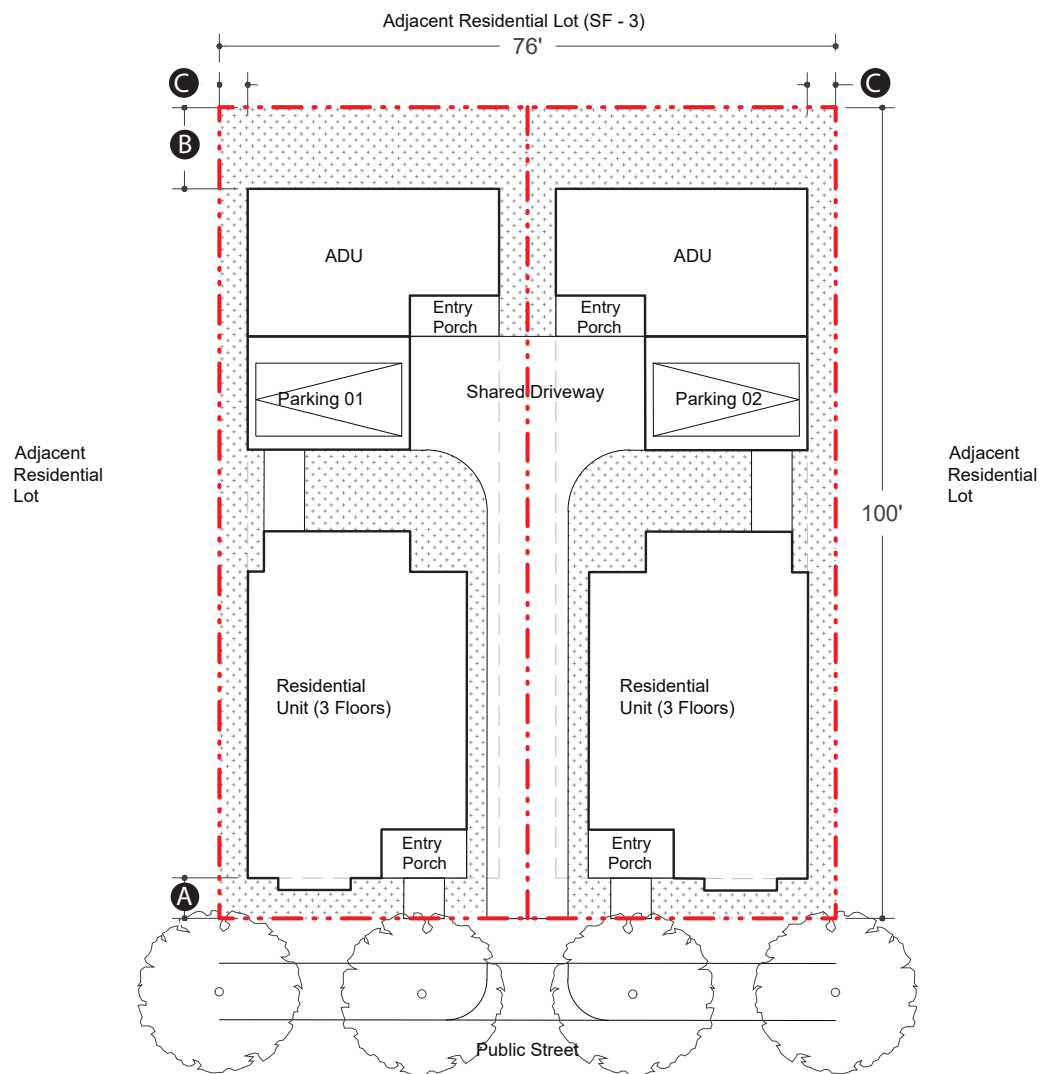 Adjacent Residential Lot (SF - 3)
76'
C
C
B
ADU
ADU
Entry
Porch
Entry
Porch
Shared Driveway
Parking 01
Parking 02
Adjacent
Residential
Lot
Adjacent
Residential
Lot
100'
Residential
Unit (3 Floors)
Residential
Unit (3 Floors)
Entry
Porch
Entry
Porch
A
Public Street